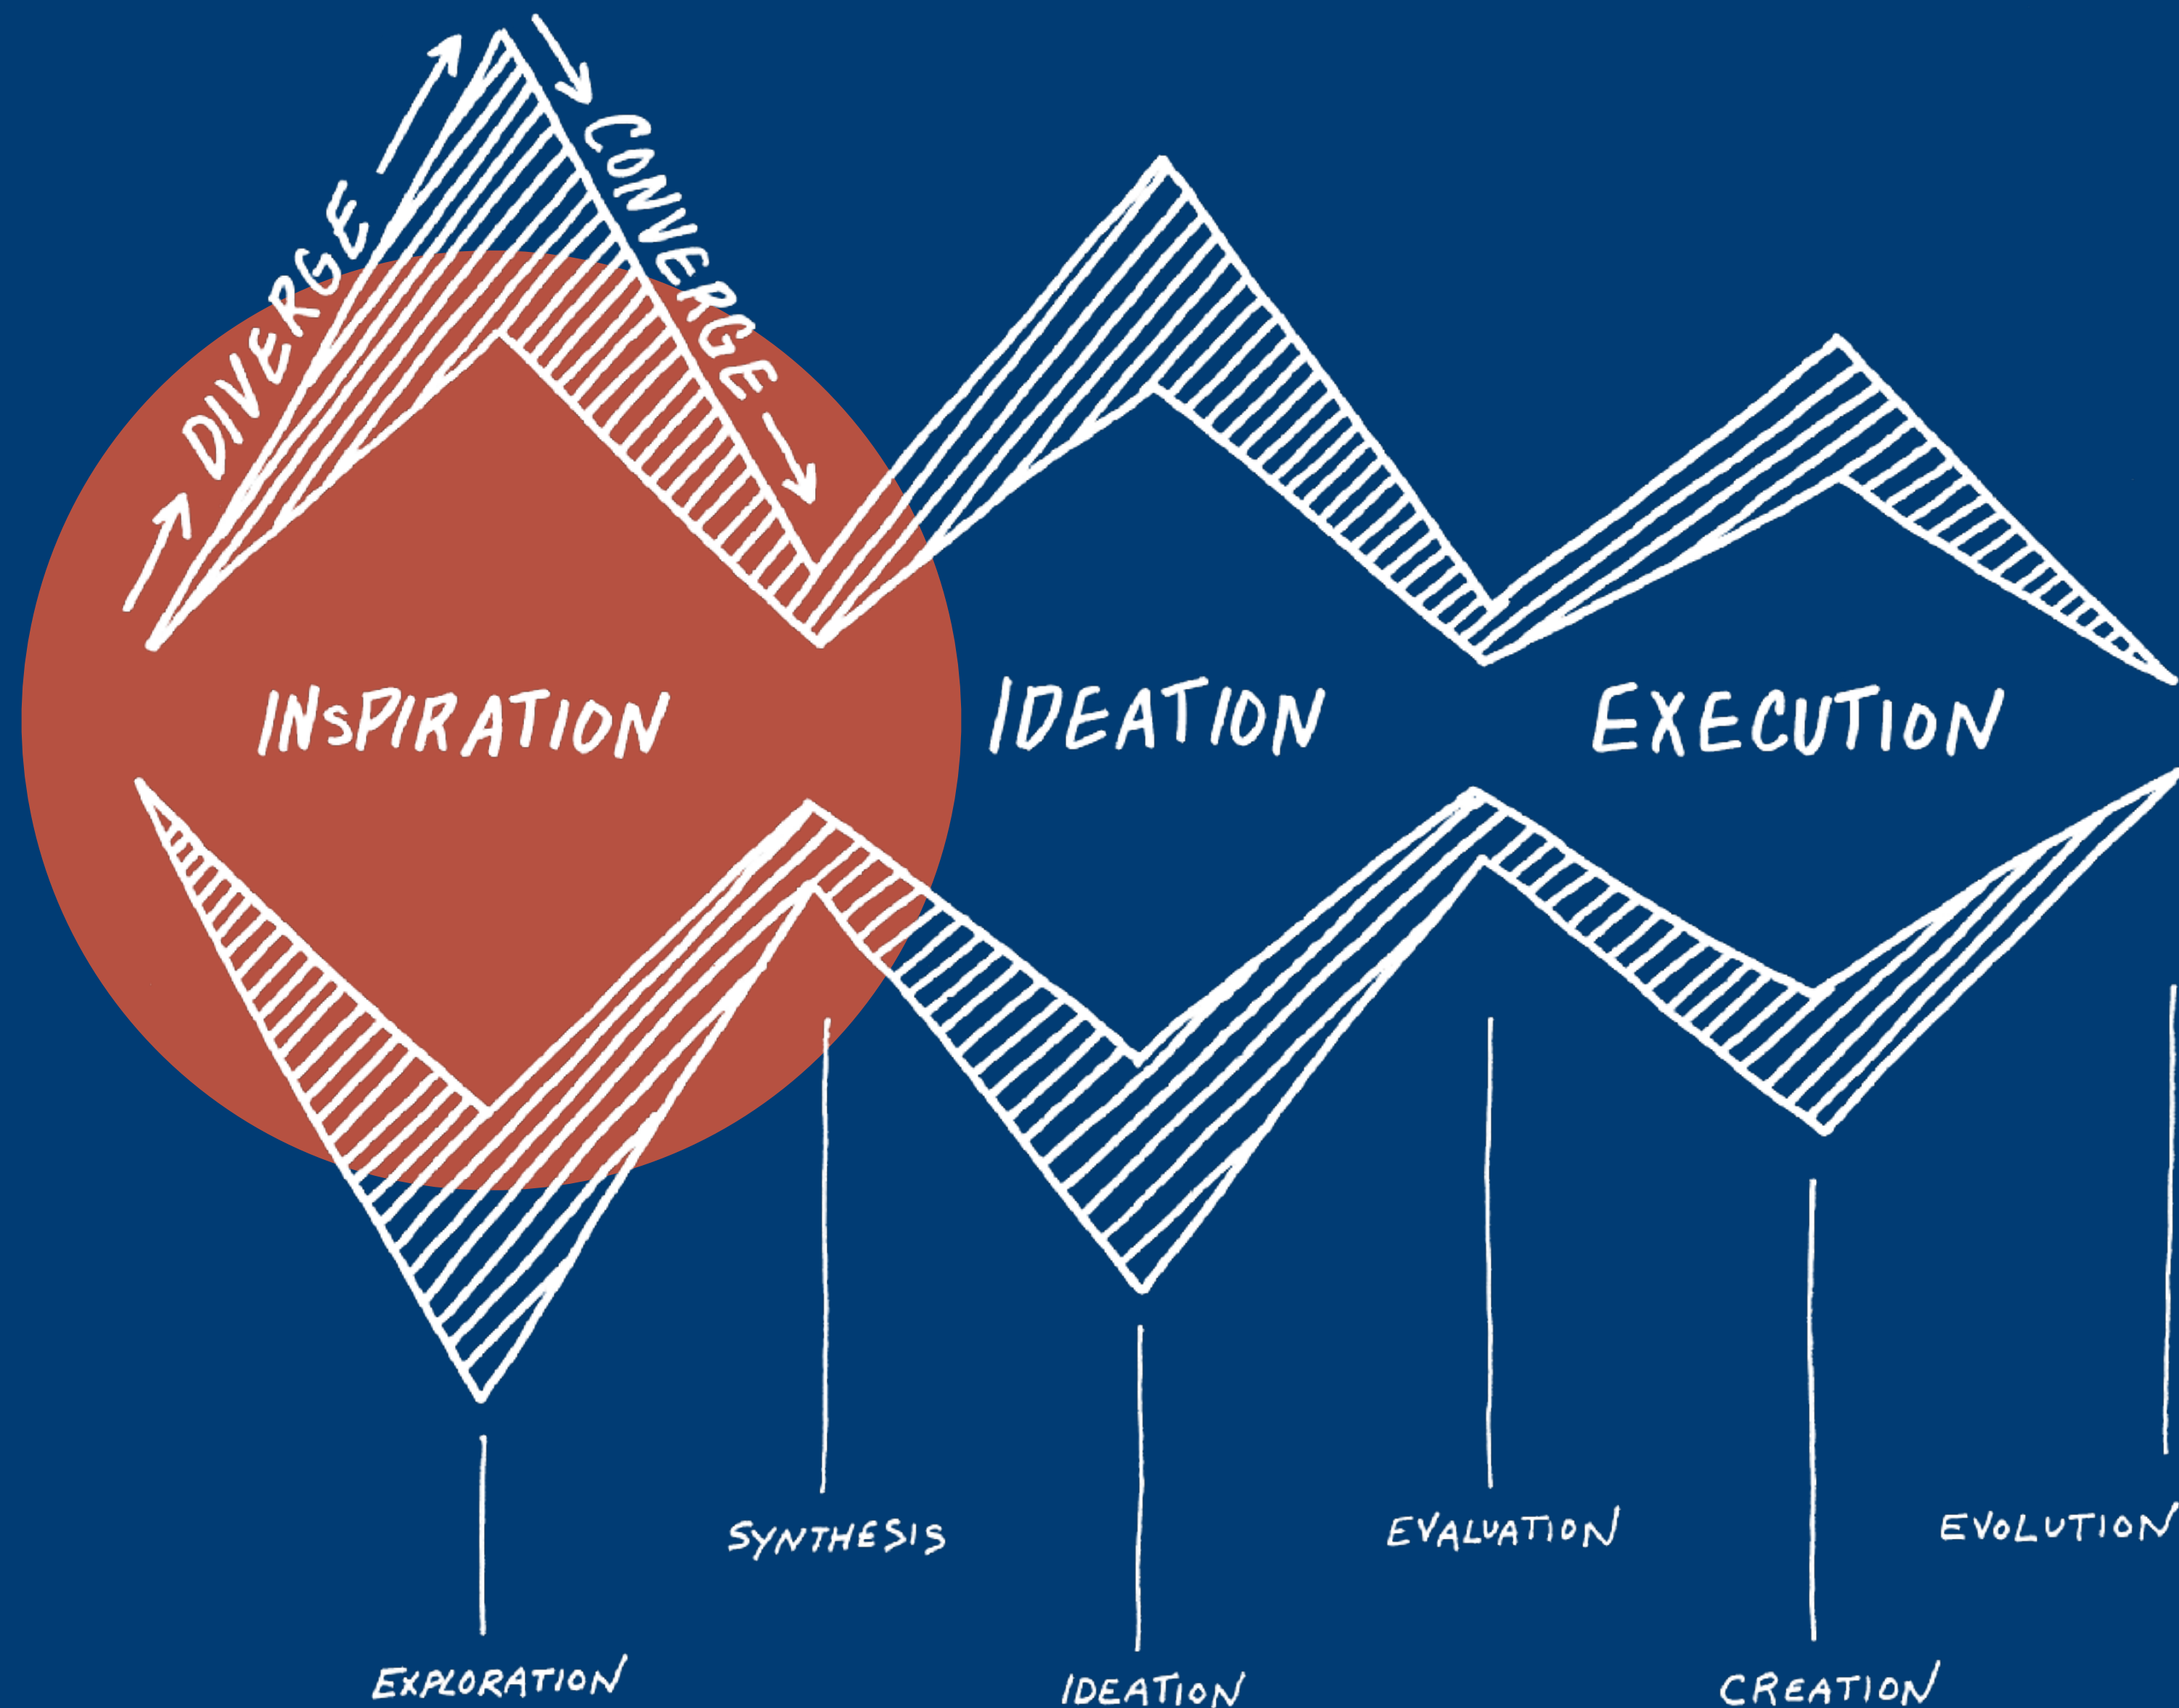 DIVERGE
CONVERGE
INSPIRATION
IDEATION
EXECUTION
SYNTHESIS
EVALUATION
EVOLUTION
EXPLORATION
IDEATION
CREATION